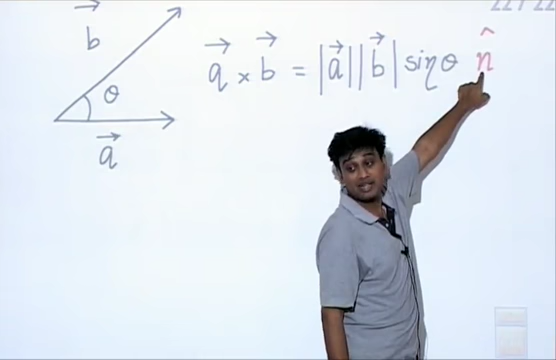 b⃗
θ
a⃗
a⃗ × b⃗ = |a⃗||b⃗| sinθ n̂